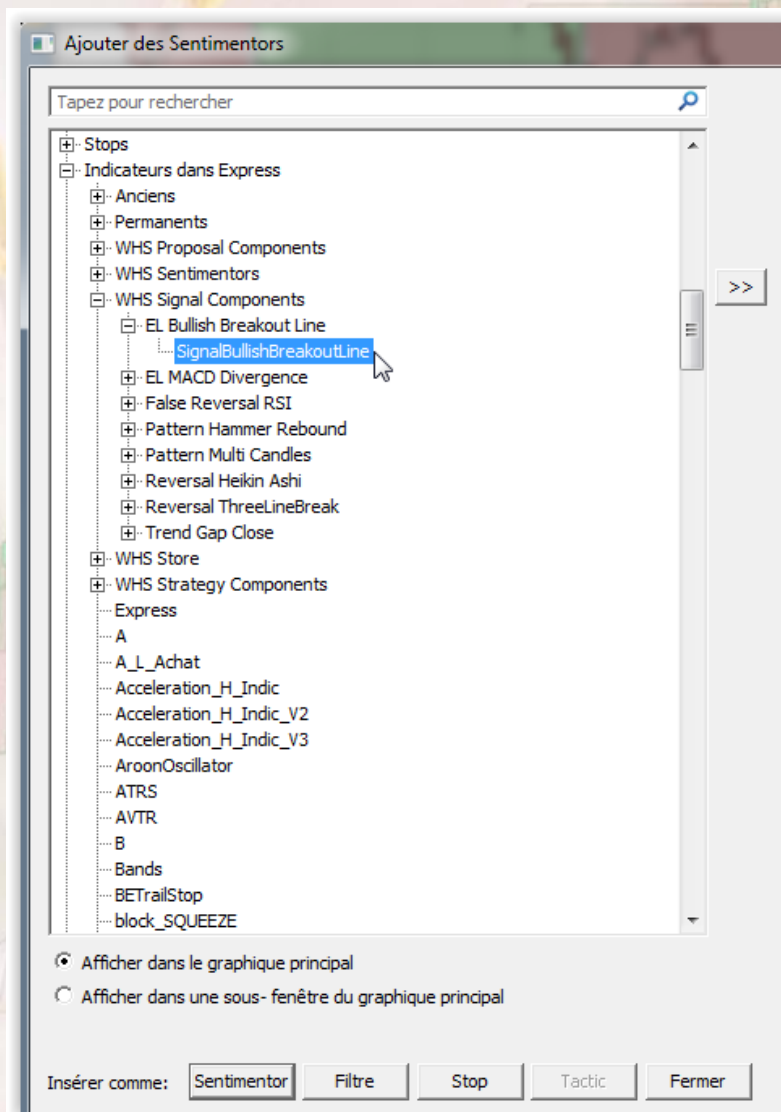 Ajouter des Sentimentors
Tapez pour rechercher
Stops
Indicateurs dans Express
Anciens
Permanents
WHS Proposal Components
WHS Sentimentors
>>
WHS Signal Components
EL Bullish Breakout Line
SignalBullishBreakoutLine
EL MACD Divergence
False Reversal RSI
Pattern Hammer Rebound
Pattern Multi Candles
Reversal Heikin Ashi
Reversal ThreeLineBreak
Trend Gap Close
WHS Store
WHS Strategy Components
Express
A
A_L_Achat
Acceleration_H_Indic
Acceleration_H_Indic_V2
Acceleration_H_Indic_V3
AroonOscillator
ATRS
AVTR
B
Bands
BETrailStop
block_SQUEEZE
Afficher dans le graphique principal
Afficher dans une sous- fenêtre du graphique principal
Insérer comme: Sentimentor Filtre Stop Tactic Fermer